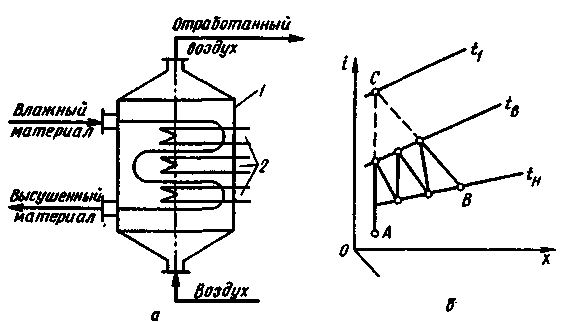 Отработанный
воздух
1
Влажный
материал
2
Высушенный
материал
Воздух
а
i
C
t₁
tв
tн
B
A
0
x
б